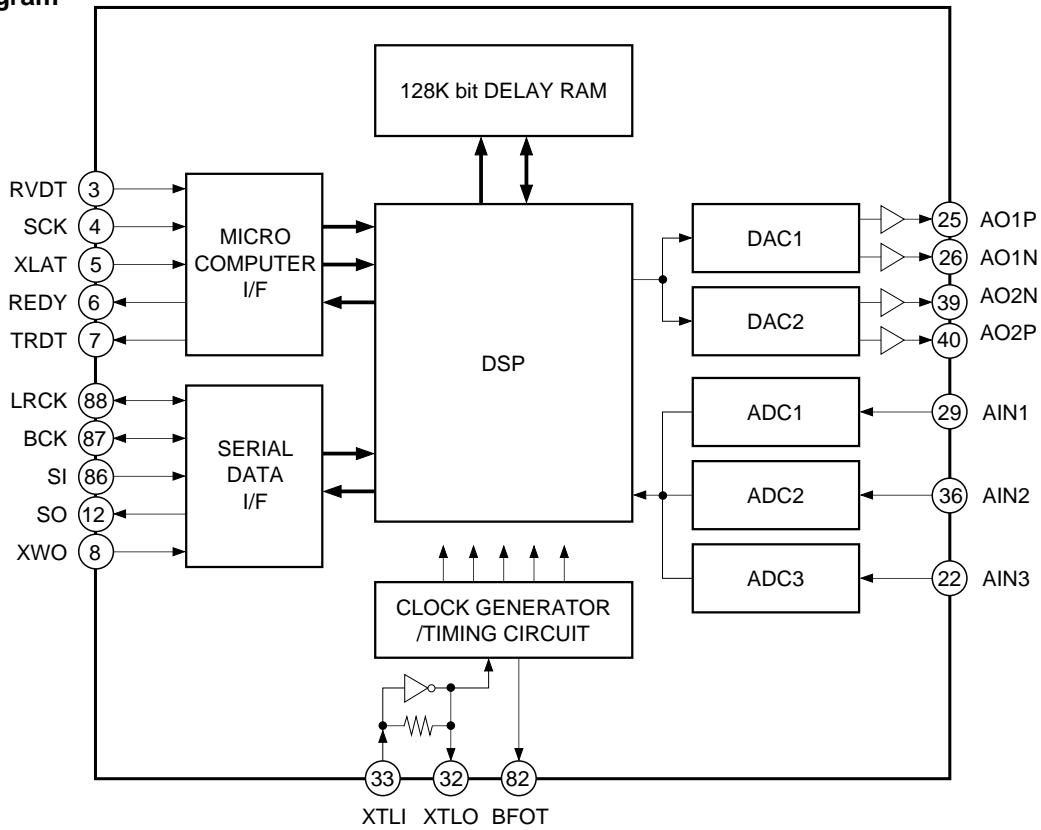 128K bit DELAY RAM
RVDT 3
SCK 4
XLAT 5
REDY 6
TRDT 7
MICRO
COMPUTER
I/F
LRCK 88
BCK 87
SI 86
SO 12
XWO 8
SERIAL
DATA
I/F
DSP
DAC1
DAC2
25 AO1P
26 AO1N
39 AO2N
40 AO2P
ADC1
ADC2
ADC3
29 AIN1
36 AIN2
22 AIN3
CLOCK GENERATOR
/TIMING CIRCUIT
33 32 82
XTLI XTLO BFOT